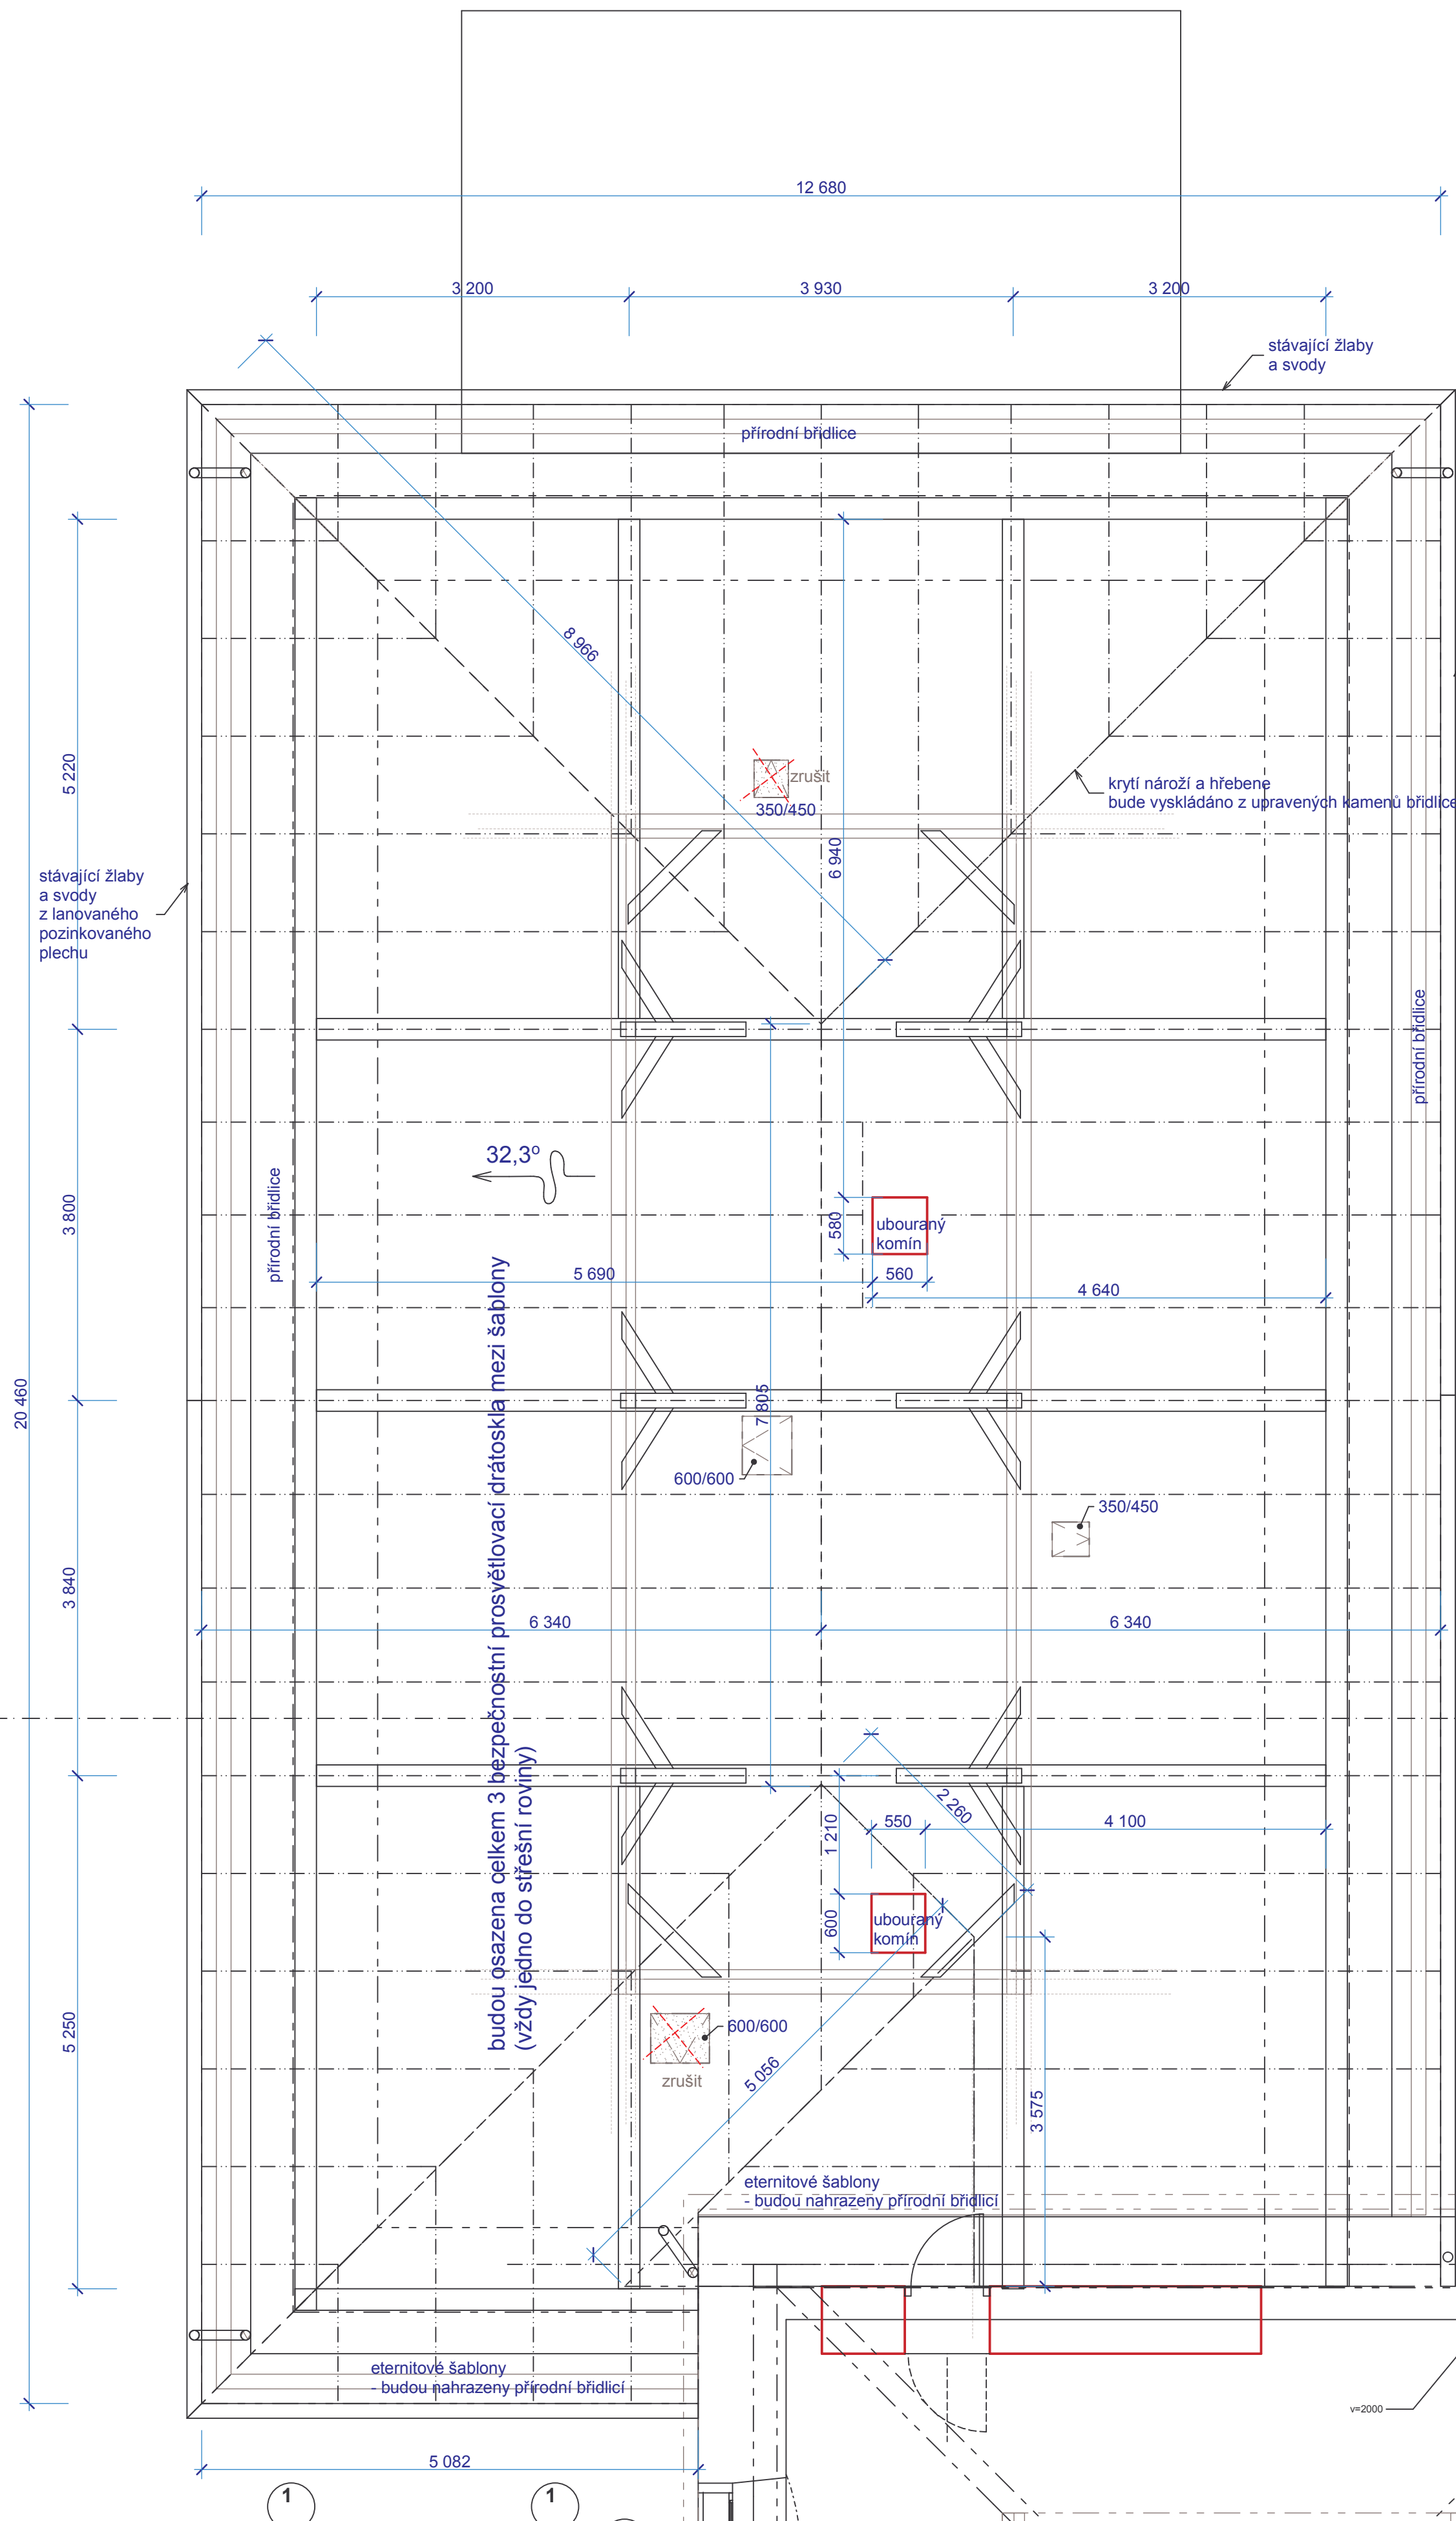 12 680
3 200
3 930
3 200
stávající žlaby
a svody
přírodní břidlice
8 966
5 220
zrušit
350/450
krytí nároží a hřebene
bude vyskládáno z upravených kamenů břidlice
6 940
stávající žlaby
a svody
z lanovaného
pozinkovaného
plechu
přírodní břidlice
32,3º
přírodní břidlice
3 800
580
ubouraný
komín
5 690
560
4 640
20 460
7 805
600/600
350/450
3 840
budou osazena celkem 3 bezpečnostní prosvětlovací drátoskla mezi šablony
(vždy jedno do střešní roviny)
6 340
6 340
2 260
1 210
550
4 100
600
ubouraný
komín
5 250
600/600
zrušit
5 056
3 575
eternitové šablony
- budou nahrazeny přírodní břidlicí
eternitové šablony
- budou nahrazeny přírodní břidlicí
v=2000
5 082
1
1